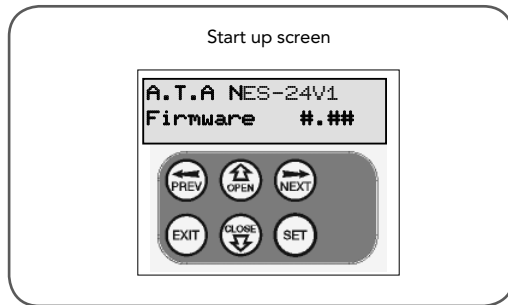 Start up screen
A.T.A NES-24V1
Firmware #.##
PREV OPEN NEXT
EXIT CLOSE SET